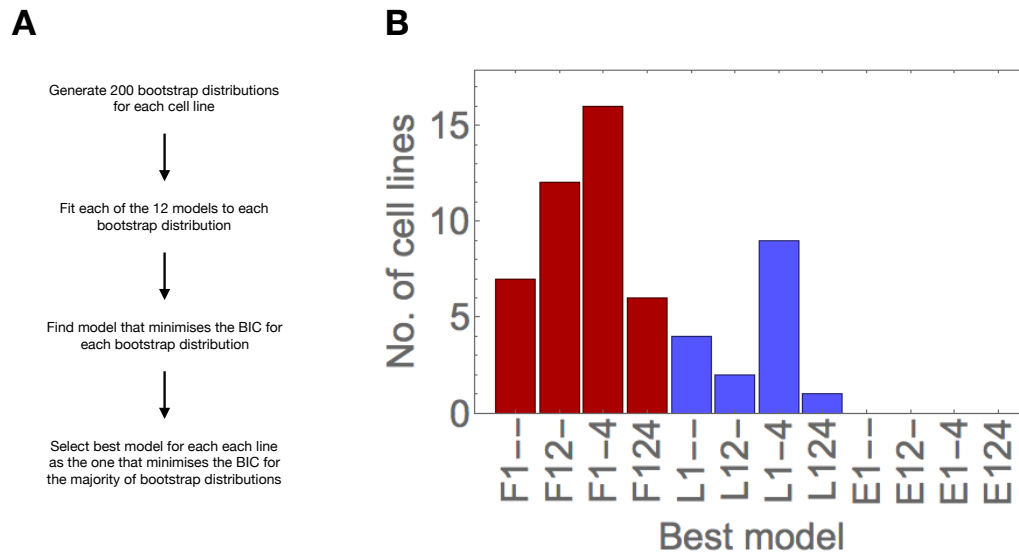 A
Generate 200 bootstrap distributions
for each cell line
Fit each of the 12 models to each
bootstrap distribution
Find model that minimises the BIC for
each bootstrap distribution
Select best model for each each line
as the one that minimises the BIC for
the majority of bootstrap distributions
B
No. of cell lines
15
10
5
0
F1--
F12-
F1-4
F124
L1--
L12-
L1-4
L124
E1--
E12-
E1-4
E124
Best model